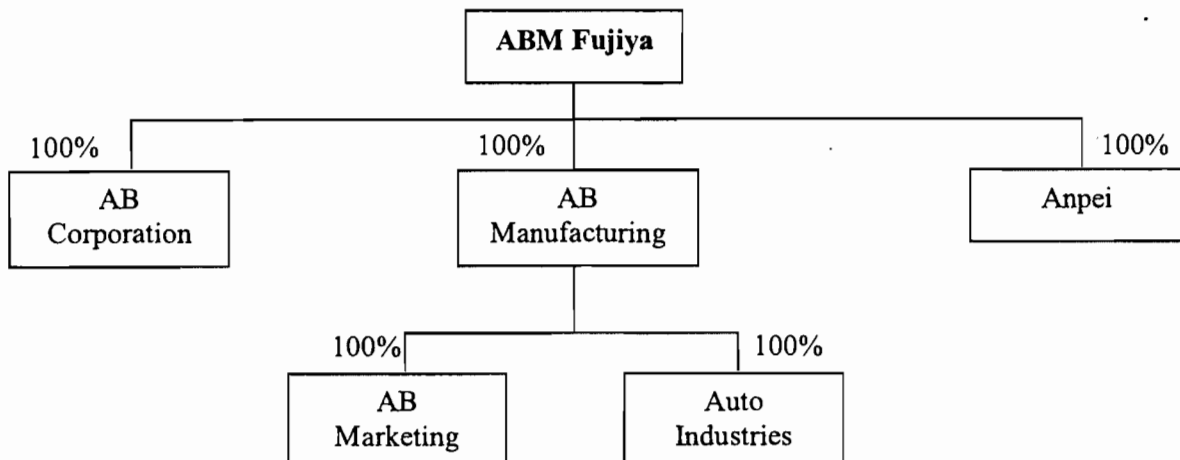 ABM Fujiya
100%
100%
100%
AB
Corporation
AB
Manufacturing
Anpei
100%
100%
AB
Marketing
Auto
Industries